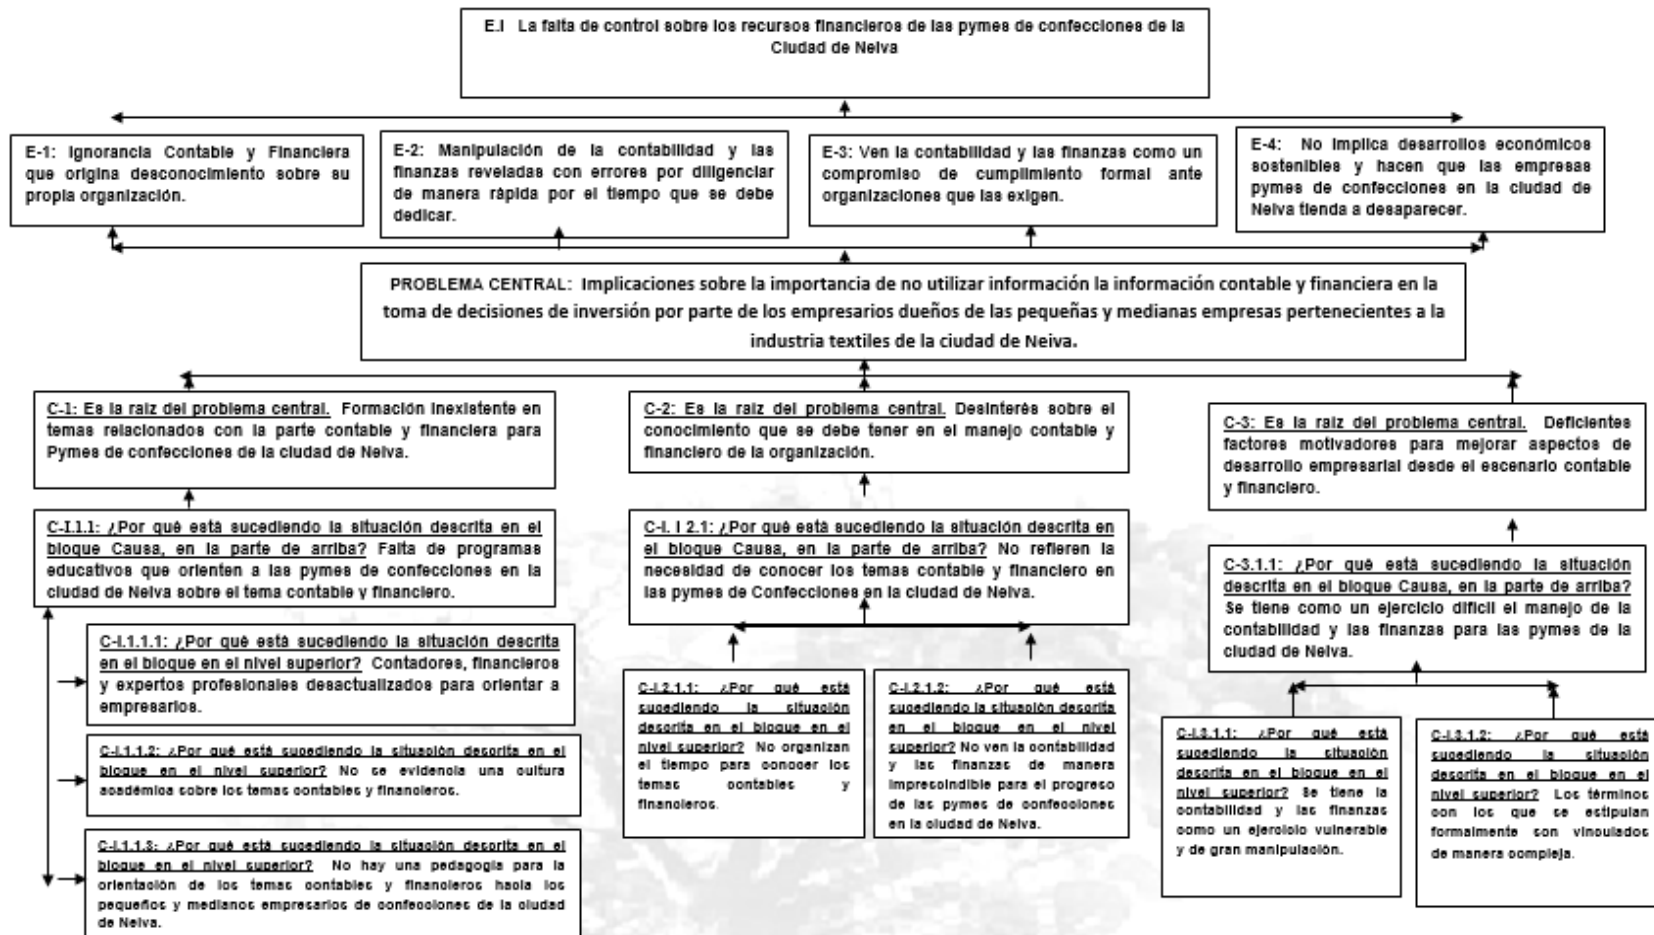 E.I La falta de control sobre los recursos financieros de las pymes de confecciones de la
Ciudad de Neiva
E-1: Ignorancia Contable y Financiera
que origina desconocimiento sobre su
propia organización.
E-2: Manipulación de la contabilidad y las
finanzas reveladas con errores por diligenciar
de manera rápida por el tiempo que se debe
dedicar.
E-3: Ven la contabilidad y las finanzas como un
compromiso de cumplimiento formal ante
organizaciones que las exigen.
E-4: No implica desarrollos económicos
sostenibles y hacen que las empresas
pymes de confecciones en la ciudad de
Neiva tienda a desaparecer.
PROBLEMA CENTRAL: Implicaciones sobre la importancia de no utilizar información la información contable y financiera en la
toma de decisiones de inversión por parte de los empresarios dueños de las pequeñas y medianas empresas pertenecientes a la
industria textiles de la ciudad de Neiva.
C-1: Es la raíz del problema central. Formación inexistente en
temas relacionados con la parte contable y financiera para
Pymes de confecciones de la ciudad de Neiva.
C-2: Es la raíz del problema central. Desinterés sobre el
conocimiento que se debe tener en el manejo contable y
financiero de la organización.
C-3: Es la raíz del problema central. Deficientes
factores motivadores para mejorar aspectos de
desarrollo empresarial desde el escenario contable
y financiero.
C-I.1.1: ¿Por qué está sucediendo la situación descrita en el
bloque Causa, en la parte de arriba? Falta de programas
educativos que orienten a las pymes de confecciones en la
ciudad de Neiva sobre el tema contable y financiero.
C-I. I 2.1: ¿Por qué está sucediendo la situación descrita en
el bloque Causa, en la parte de arriba? No refieren la
necesidad de conocer los temas contable y financiero en
las pymes de Confecciones en la ciudad de Neiva.
C-3.1.1: ¿Por qué está sucediendo la situación
descrita en el bloque Causa, en la parte de arriba?
Se tiene como un ejercicio difícil el manejo de la
contabilidad y las finanzas para las pymes de la
ciudad de Neiva.
C-I.1.1.1: ¿Por qué está sucediendo la situación descrita
en el bloque en el nivel superior? Contadores, financieros
y expertos profesionales desactualizados para orientar a
empresarios.
C-I.1.1.2: ¿Por qué está sucediendo la situación descrita en el
bloque en el nivel superior? No se evidencia una cultura
académica sobre los temas contables y financieros.
C-I.1.1.3: ¿Por qué está sucediendo la situación descrita en el
bloque en el nivel superior? No hay una pedagogía para la
orientación de los temas contables y financieros hacia los
pequeños y medianos empresarios de confecciones de la ciudad
de Neiva.
C-I.2.1.1: ¿Por qué está
sucediendo la situación
descrita en el bloque en el
nivel superior? No organizan
el tiempo para conocer los
temas contables y
financieros.
C-I.2.1.2: ¿Por qué está
sucediendo la situación descrita
en el bloque en el nivel
superior? No ven la contabilidad
y las finanzas de manera
imprescindible para el progreso
de las pymes de confecciones
en la ciudad de Neiva.
C-I.3.1.1: ¿Por qué está
sucediendo la situación
descrita en el bloque en el
nivel superior? Se tiene la
contabilidad y las finanzas
como un ejercicio vulnerable
y de gran manipulación.
C-I.3.1.2: ¿Por qué está
sucediendo la situación
descrita en el bloque en el
nivel superior? Los términos
con los que se estipulan
formalmente son vinculados
de manera compleja.